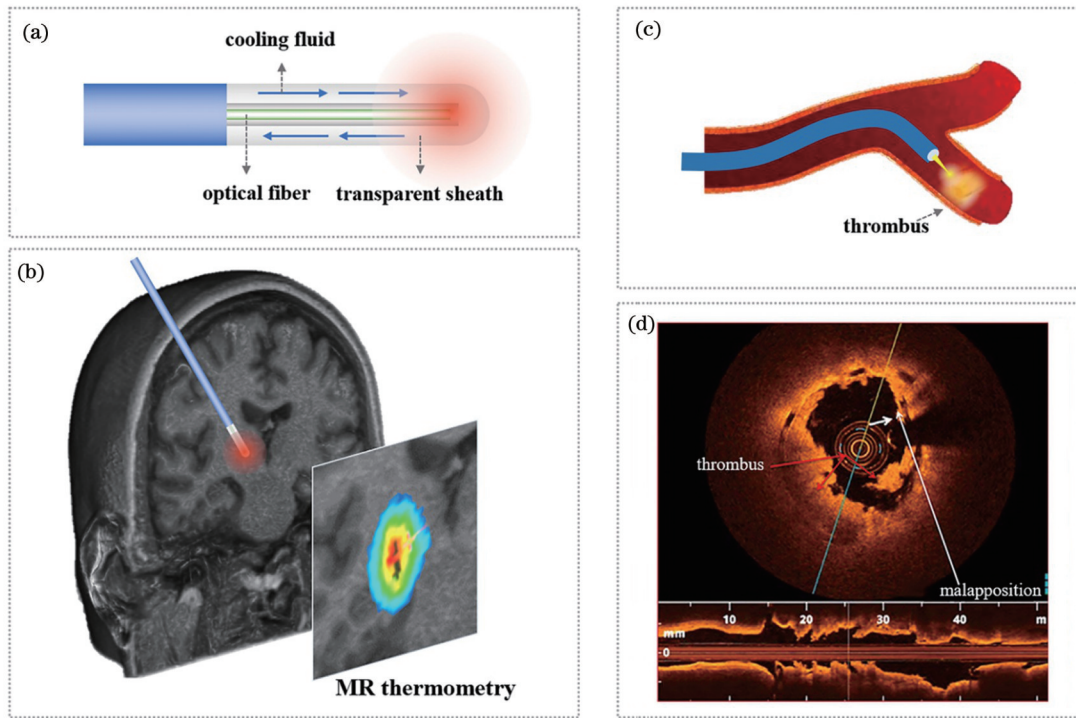 (a)
cooling fluid
optical fiber
transparent sheath
(b)
MR thermometry
(c)
thrombus
(d)
thrombus
malapposition
10 20 30 40 m
mm
0